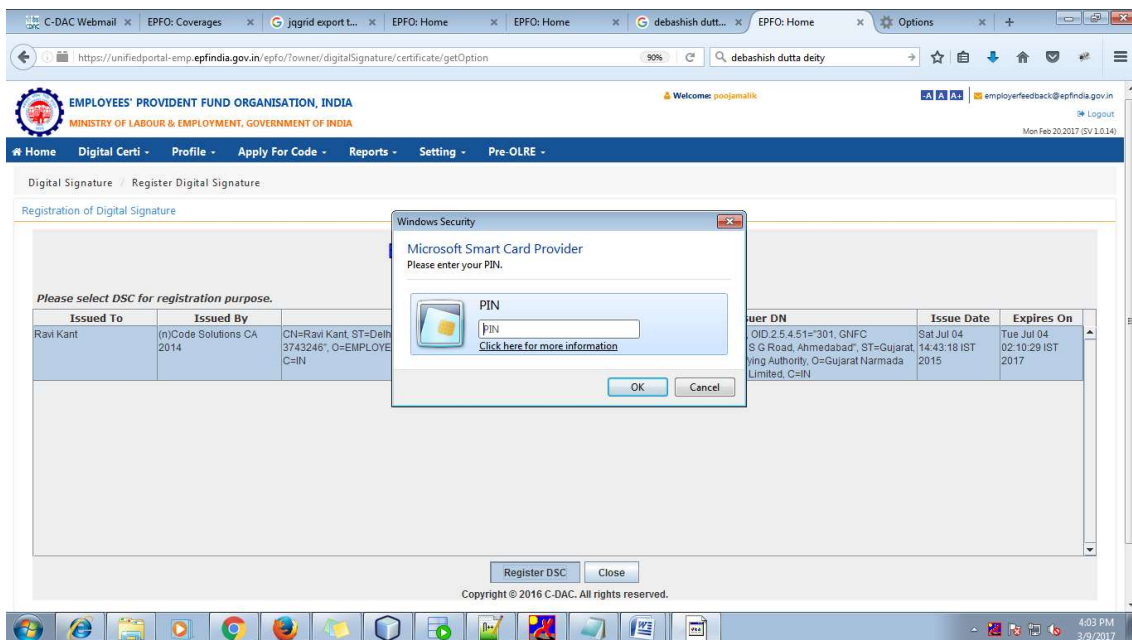 C-DAC Webmail
EPFO: Coverages
jqgrid export t...
EPFO: Home
EPFO: Home
debashish dutt...
EPFO: Home
Options
https://unifiedportal-emp.epfindia.gov.in/epfo/?owner/digitalSignature/certificate/getOption
90%
debashish dutta deity
EMPLOYEES' PROVIDENT FUND ORGANISATION, INDIA
MINISTRY OF LABOUR & EMPLOYMENT, GOVERNMENT OF INDIA
Welcome: poojamalik
-A A A+
employerfeedback@epfindia.gov.in
Logout
Mon Feb 20,2017 (SV 1.0.14)
Home Digital Certi Profile Apply For Code Reports Setting Pre-OLRE
Digital Signature / Register Digital Signature
Registration of Digital Signature
Windows Security
Microsoft Smart Card Provider
Please enter your PIN.
PIN
PIN
Click here for more information
OK Cancel
Please select DSC for registration purpose.
Issued To Issued By uer DN Issue Date Expires On
Ravi Kant
(n)Code Solutions CA
2014
CN=Ravi Kant, ST=Delh
3743246", O=EMPLOYE
C=IN
, OID.2.5.4.51="301, GNFC
S G Road, Ahmedabad", ST=Gujarat,
ying Authority, O=Gujarat Narmada
Limited, C=IN
Sat Jul 04
14:43:18 IST
2015
Tue Jul 04
02:10:29 IST
2017
Register DSC Close
Copyright © 2016 C-DAC. All rights reserved.
4:03 PM
3/9/2017